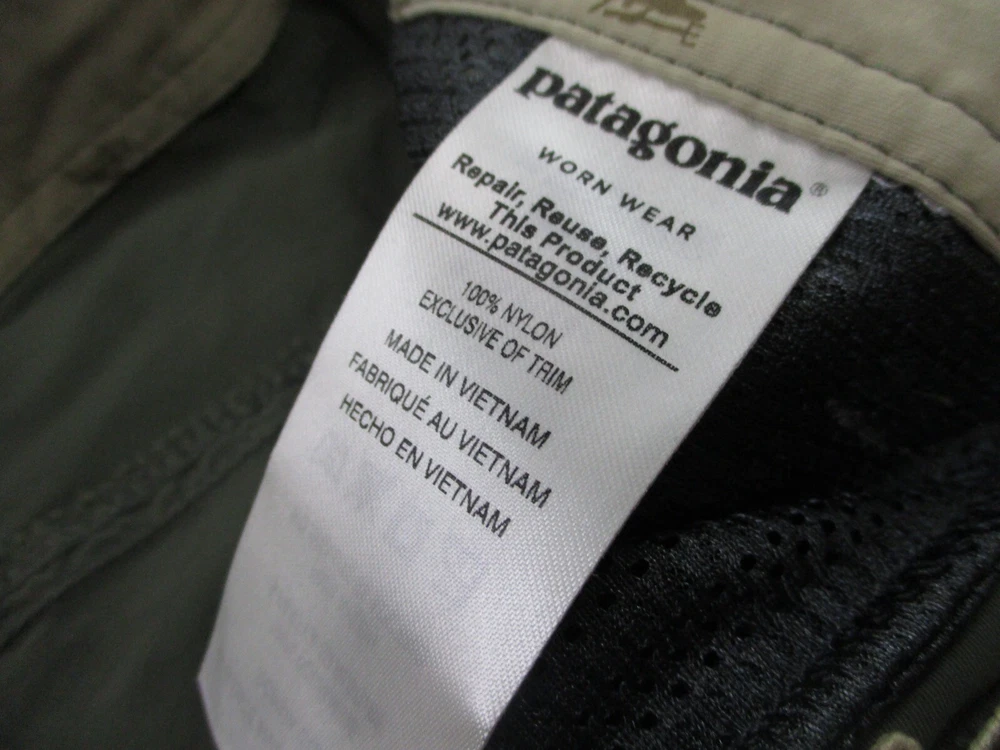 patagonia®
WORN WEAR
Repair, Reuse, Recycle
This Product
www.patagonia.com
100% NYLON
EXCLUSIVE OF TRIM
MADE IN VIETNAM
FABRIQUÉ AU VIETNAM
HECHO EN VIETNAM